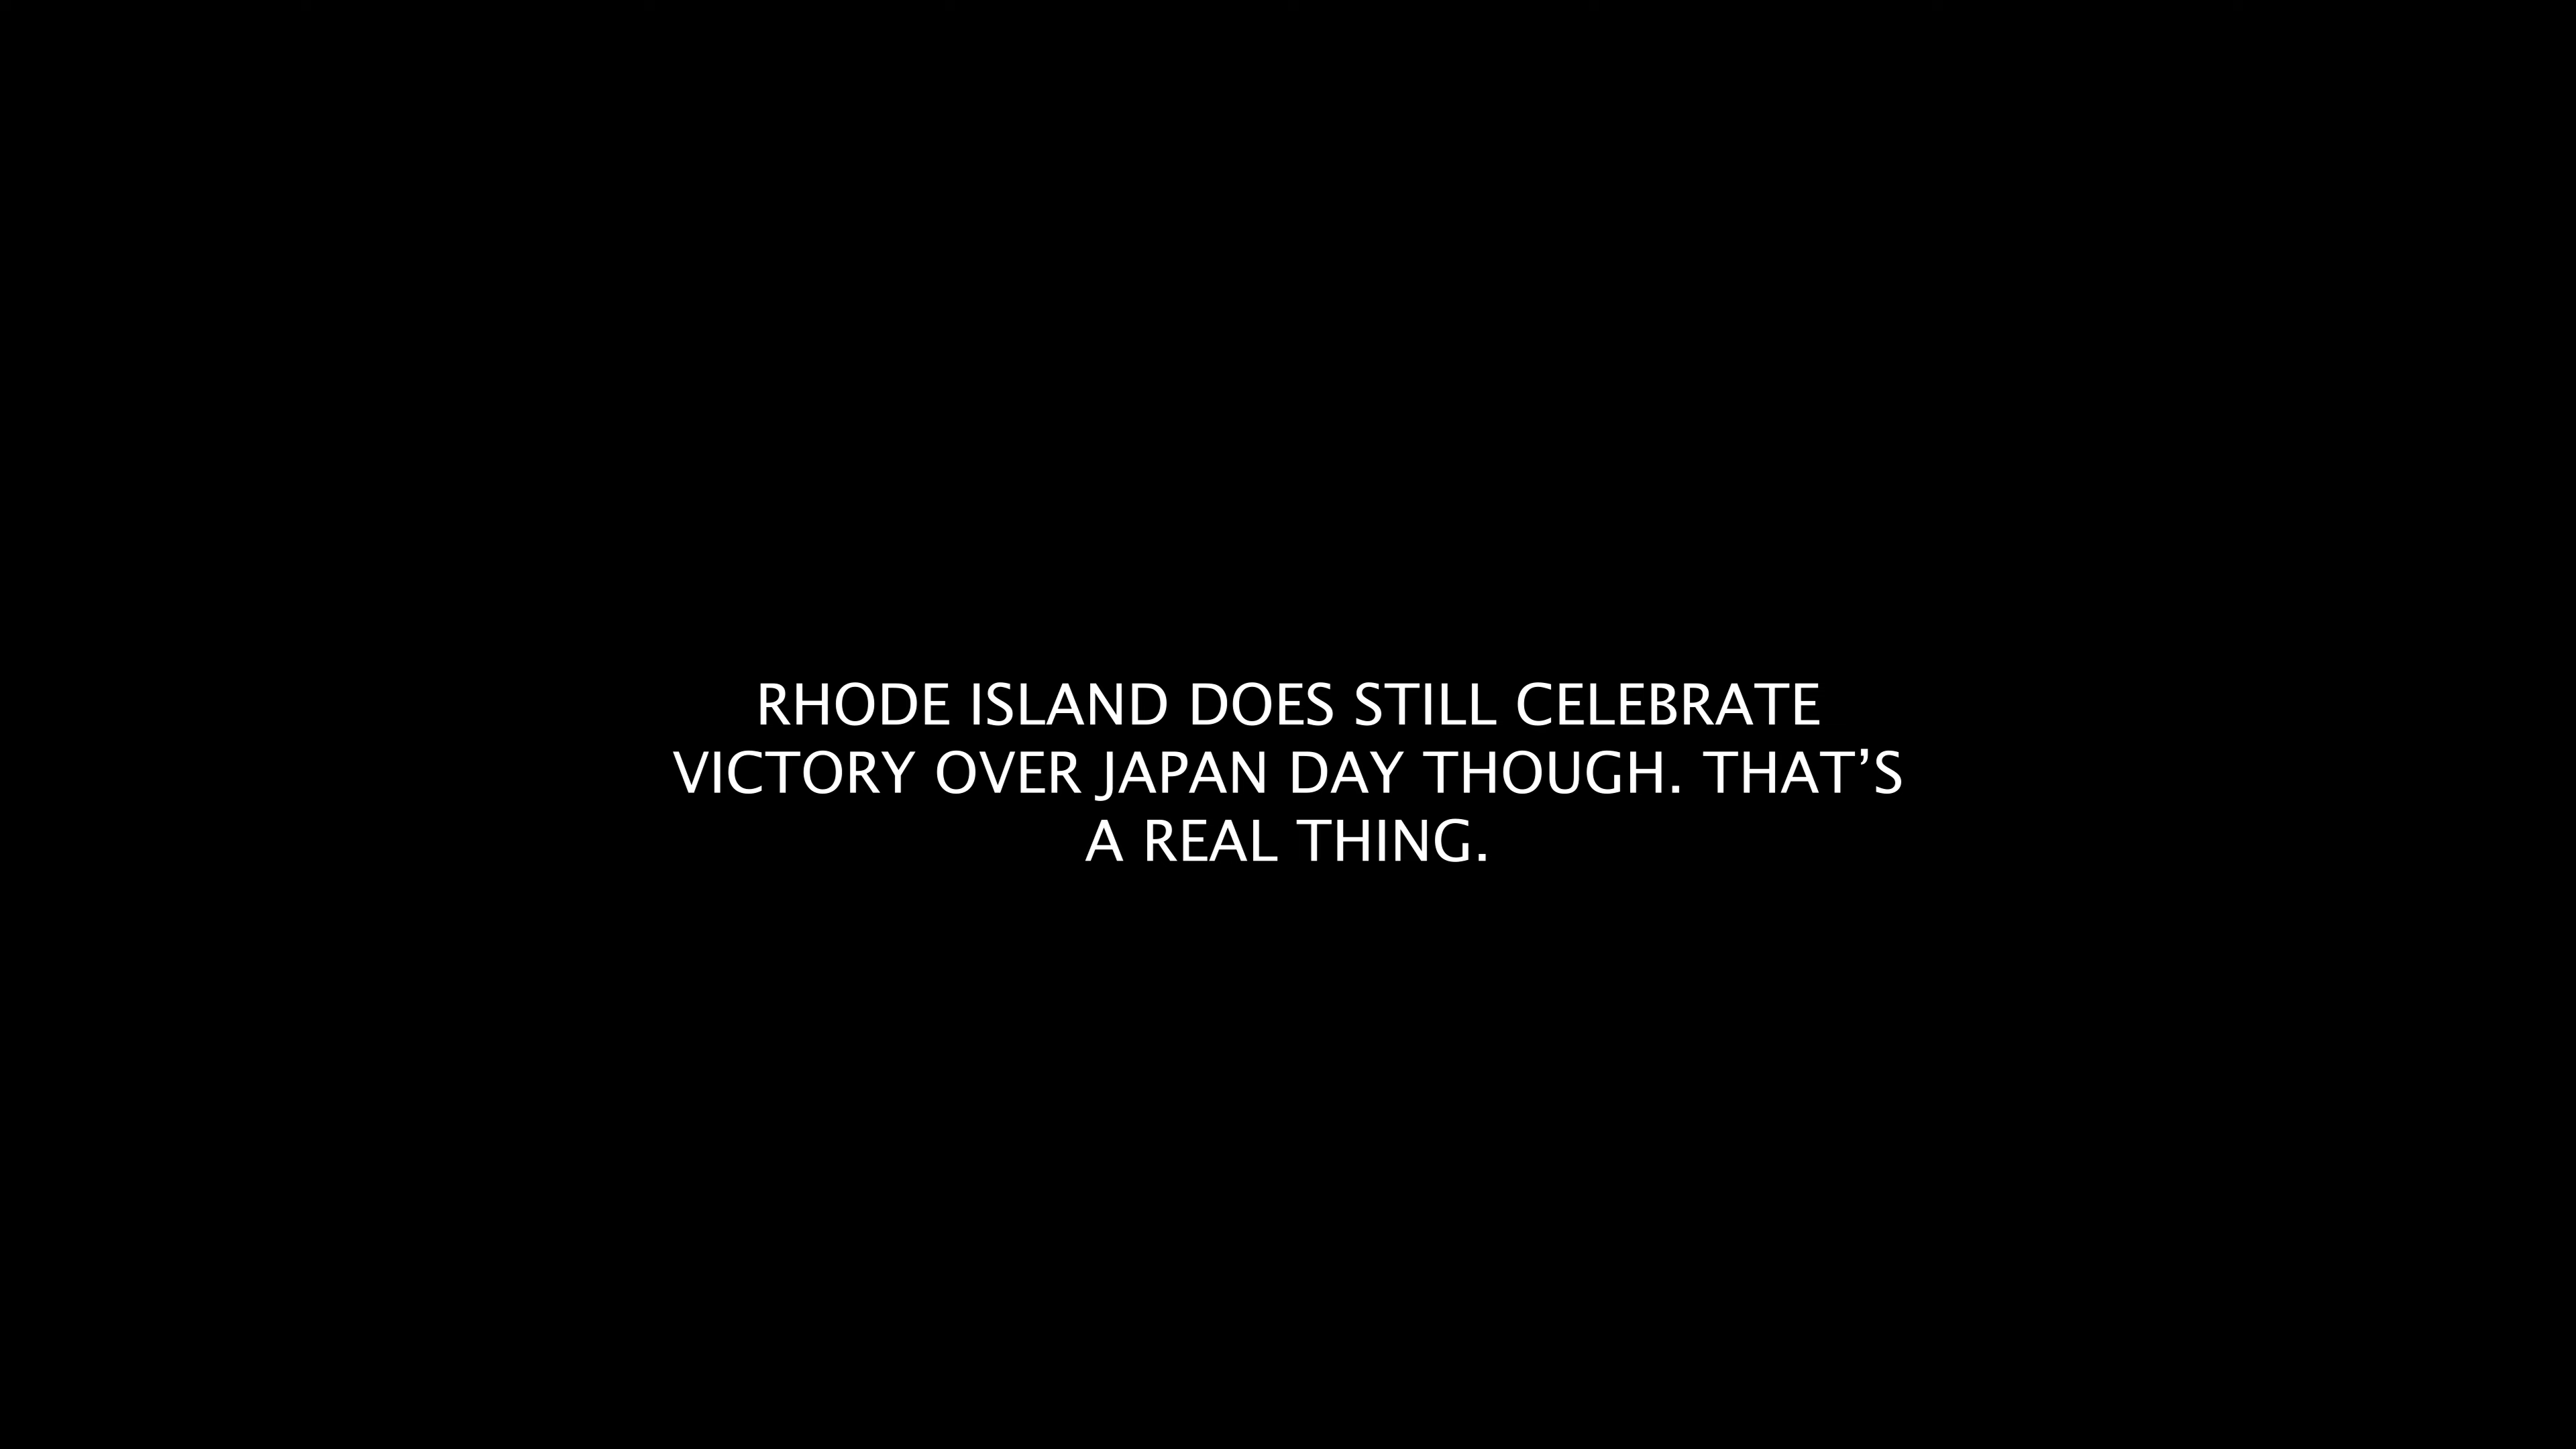 RHODE ISLAND DOES STILL CELEBRATE
VICTORY OVER JAPAN DAY THOUGH. THAT’S
A REAL THING.